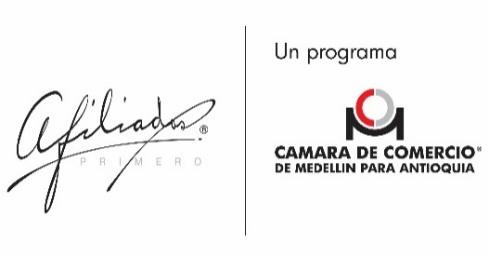 Afiliados®
PRIMERO
Un programa
CAMARA DE COMERCIO®
DE MEDELLIN PARA ANTIOQUIA